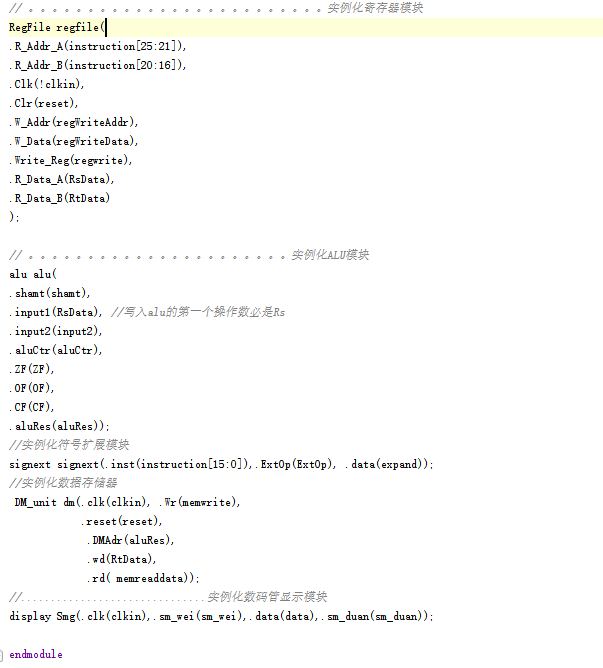 // 。。。。。。。。。。。。。。。。。。。。。。。。。实例化寄存器模块
RegFile regfile(
.R_Addr_A(instruction[25:21]),
.R_Addr_B(instruction[20:16]),
.Clk(!clkin),
.Clr(reset),
.W_Addr(regWriteAddr),
.W_Data(regWriteData),
.Write_Reg(regwrite),
.R_Data_A(RsData),
.R_Data_B(RtData)
);
// 。。。。。。。。。。。。。。。。。。。。。。实例化ALU模块
alu alu(
.shamt(shamt),
.input1(RsData), //写入alu的第一个操作数必是Rs
.input2(input2),
.aluCtr(aluCtr),
.ZF(ZF),
.OF(OF),
.CF(CF),
.aluRes(aluRes));
//实例化符号扩展模块
signext signext(.inst(instruction[15:0]),.ExtOp(ExtOp), .data(expand));
//实例化数据存储器
DM_unit dm(.clk(clkin), .Wr(memwrite),
.reset(reset),
.DMAdr(aluRes),
.wd(RtData),
.rd( memreaddata));
//...............................实例化数码管显示模块
display Smg(.clk(clkin),.sm_wei(sm_wei),.data(data),.sm_duan(sm_duan));
endmodule